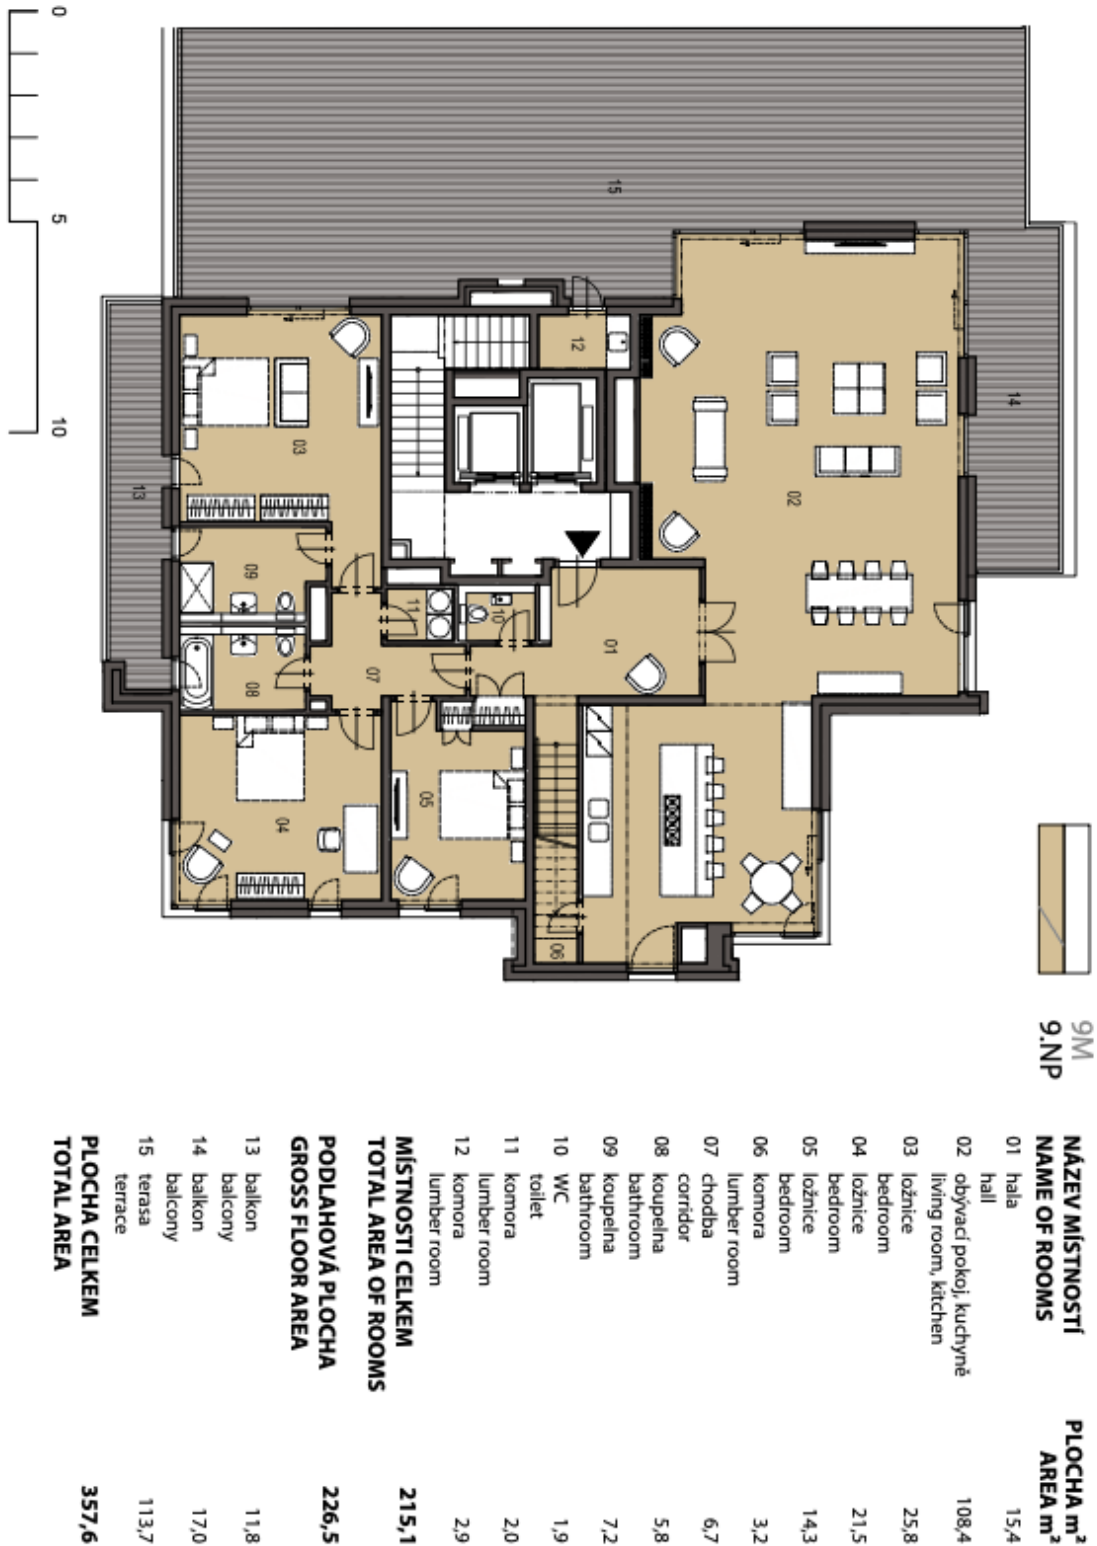 9M
9.NP
NÁZEV MÍSTNOSTÍ PLOCHA m²
NAME OF ROOMS AREA m²
01 hala 15,4
hall
02 obývací pokoj, kuchyně 108,4
living room, kitchen
03 ložnice 25,8
bedroom
04 ložnice 21,5
bedroom
05 ložnice 14,3
bedroom
06 komora 3,2
lumber room
07 chodba 6,7
corridor
08 koupelna 5,8
bathroom
09 koupelna 7,2
bathroom
10 WC 1,9
toilet
11 komora 2,0
lumber room
12 komora 2,9
lumber room
MÍSTNOSTI CELKEM 215,1
TOTAL AREA OF ROOMS
PODLAHOVÁ PLOCHA 226,5
GROSS FLOOR AREA
13 balkon 11,8
balcony
14 balkon 17,0
balcony
15 terasa 113,7
terrace
PLOCHA CELKEM 357,6
TOTAL AREA
14
02
15
12
01
10
11
03
07
09
08
13
04
05
06
0
5
10